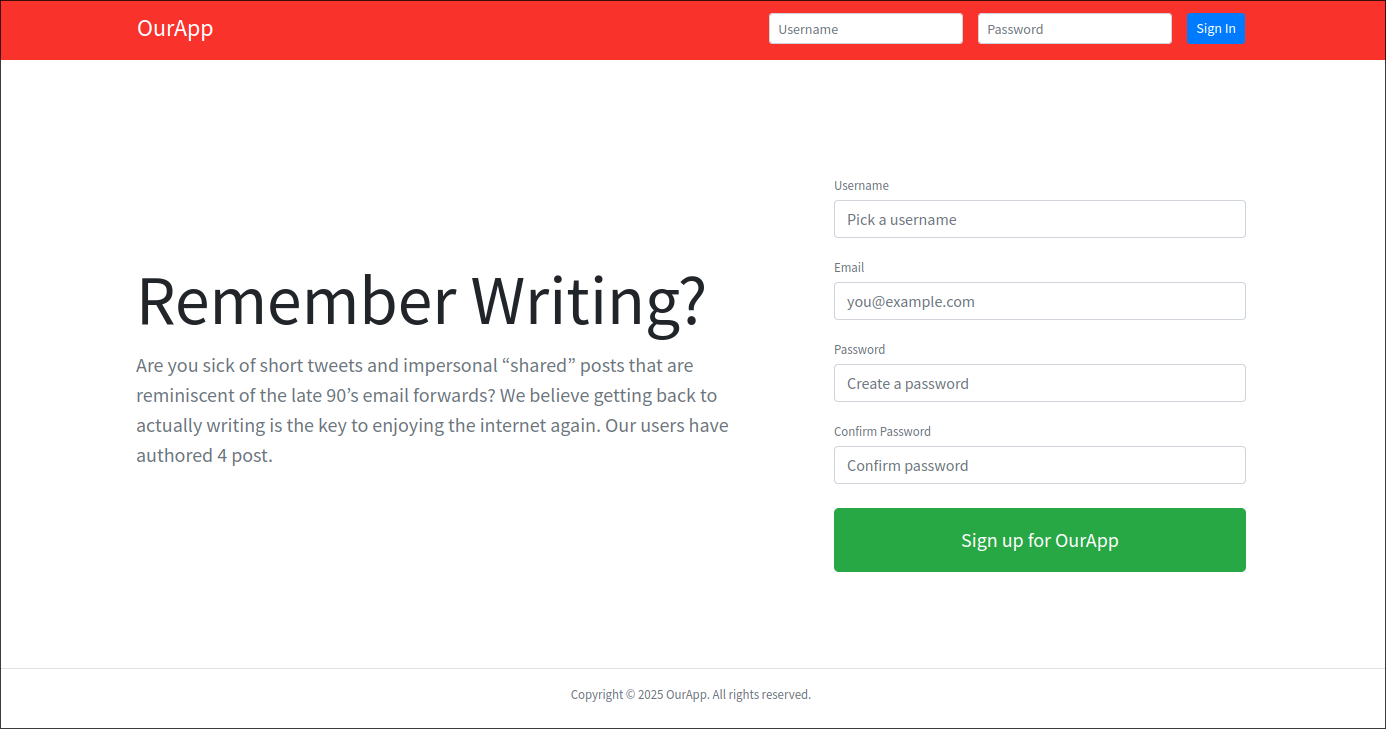 OurApp
Username
Password
Sign In
Remember Writing?
Are you sick of short tweets and impersonal “shared” posts that are
reminiscent of the late 90’s email forwards? We believe getting back to
actually writing is the key to enjoying the internet again. Our users have
authored 4 post.
Username
Pick a username
Email
you@example.com
Password
Create a password
Confirm Password
Confirm password
Sign up for OurApp
Copyright © 2025 OurApp. All rights reserved.